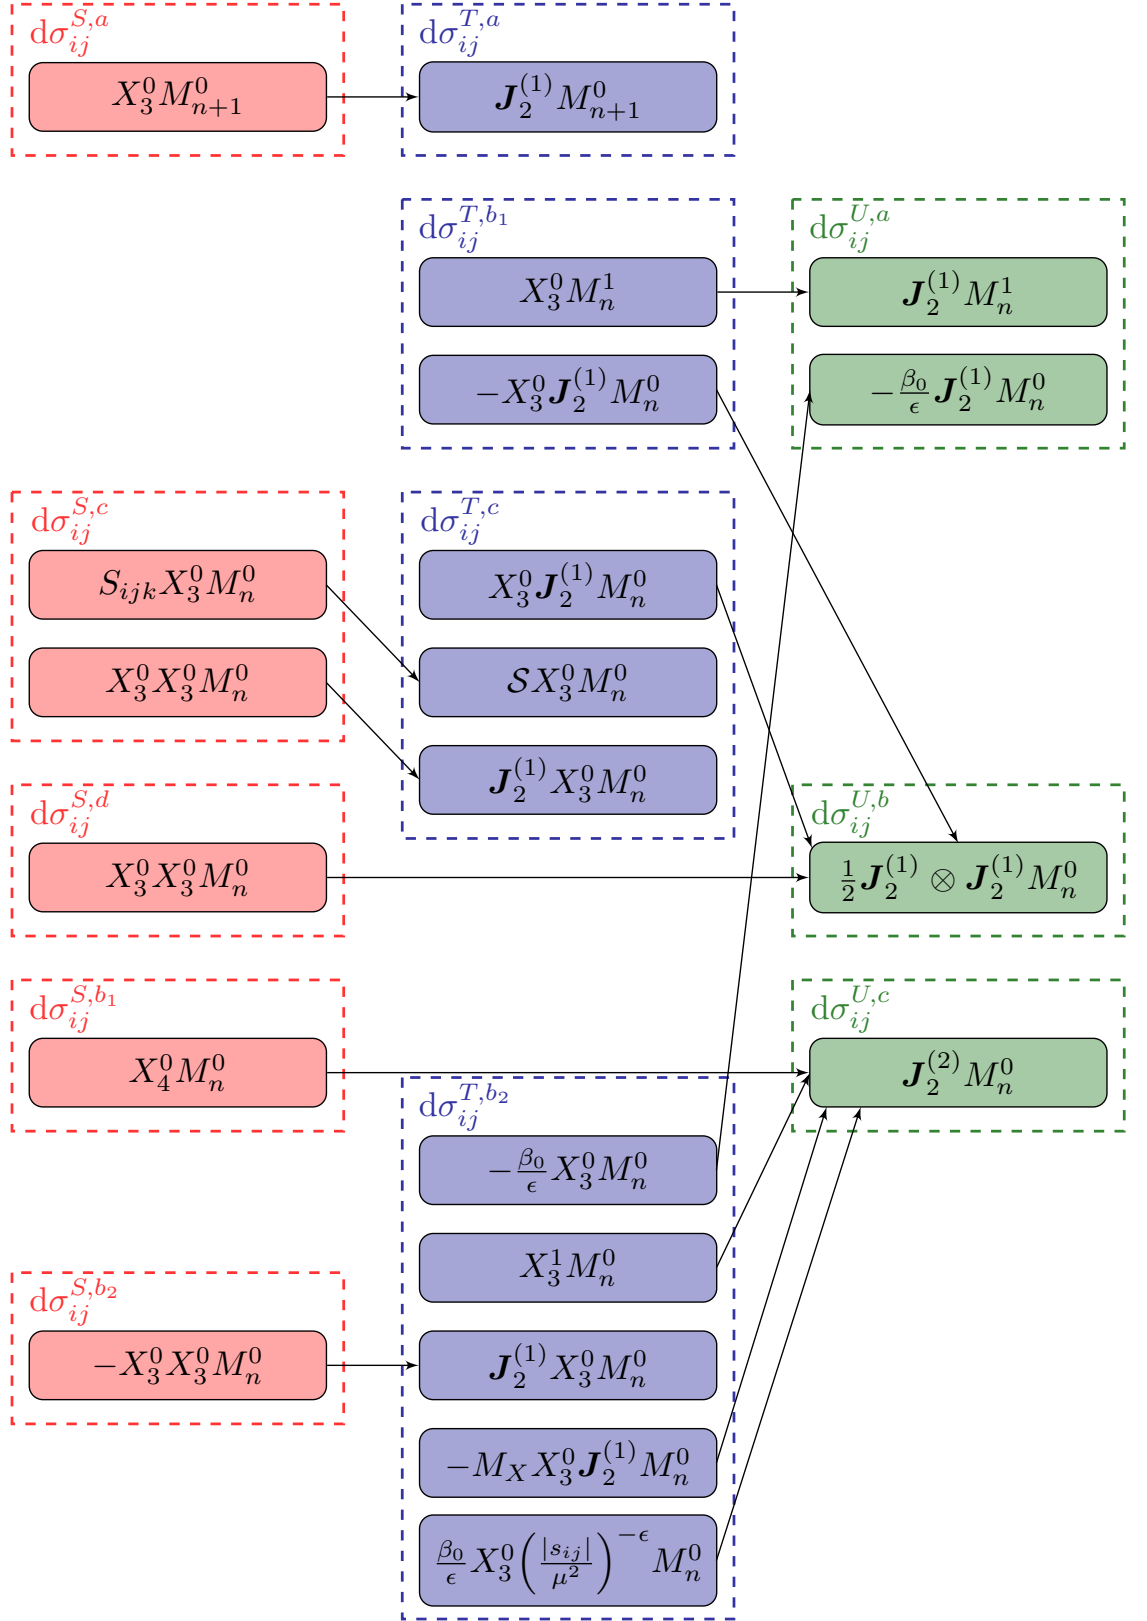 dσ_{ij}^{S,a}
X_3^0 M_{n+1}^0
dσ_{ij}^{T,a}
J_2^{(1)} M_{n+1}^0
dσ_{ij}^{T,b_1}
X_3^0 M_n^1
-X_3^0 J_2^{(1)} M_n^0
dσ_{ij}^{U,a}
J_2^{(1)} M_n^1
-\frac{β_0}{ϵ} J_2^{(1)} M_n^0
dσ_{ij}^{S,c}
S_{ijk} X_3^0 M_n^0
X_3^0 X_3^0 M_n^0
dσ_{ij}^{T,c}
X_3^0 J_2^{(1)} M_n^0
𝒮 X_3^0 M_n^0
J_2^{(1)} X_3^0 M_n^0
dσ_{ij}^{S,d}
X_3^0 X_3^0 M_n^0
dσ_{ij}^{U,b}
\frac{1}{2} J_2^{(1)} ⊗ J_2^{(1)} M_n^0
dσ_{ij}^{S,b_1}
X_4^0 M_n^0
dσ_{ij}^{U,c}
J_2^{(2)} M_n^0
dσ_{ij}^{T,b_2}
-\frac{β_0}{ϵ} X_3^0 M_n^0
X_3^1 M_n^0
J_2^{(1)} X_3^0 M_n^0
-M_X X_3^0 J_2^{(1)} M_n^0
\frac{β_0}{ϵ} X_3^0 (\frac{|s_{ij}|}{μ^2})^{-ϵ} M_n^0
dσ_{ij}^{S,b_2}
-X_3^0 X_3^0 M_n^0